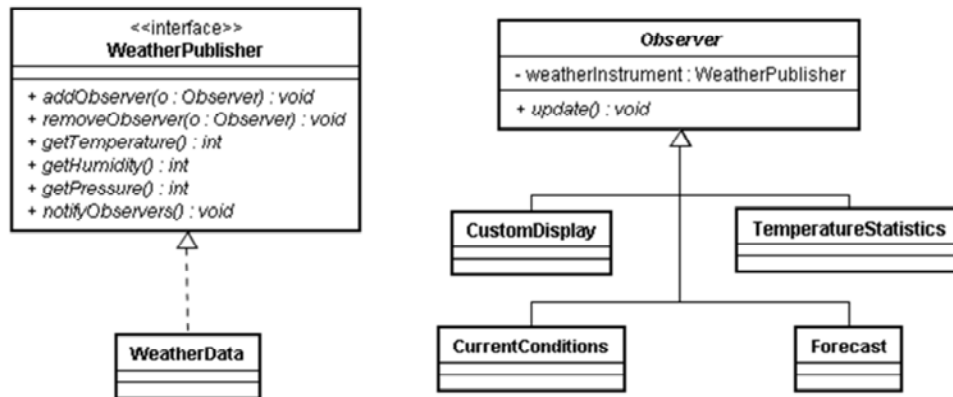 <<interface>>
WeatherPublisher
+ addObserver(o : Observer) : void
+ removeObserver(o : Observer) : void
+ getTemperature() : int
+ getHumidity() : int
+ getPressure() : int
+ notifyObservers() : void
WeatherData
Observer
- weatherInstrument : WeatherPublisher
+ update() : void
CustomDisplay
TemperatureStatistics
CurrentConditions
Forecast